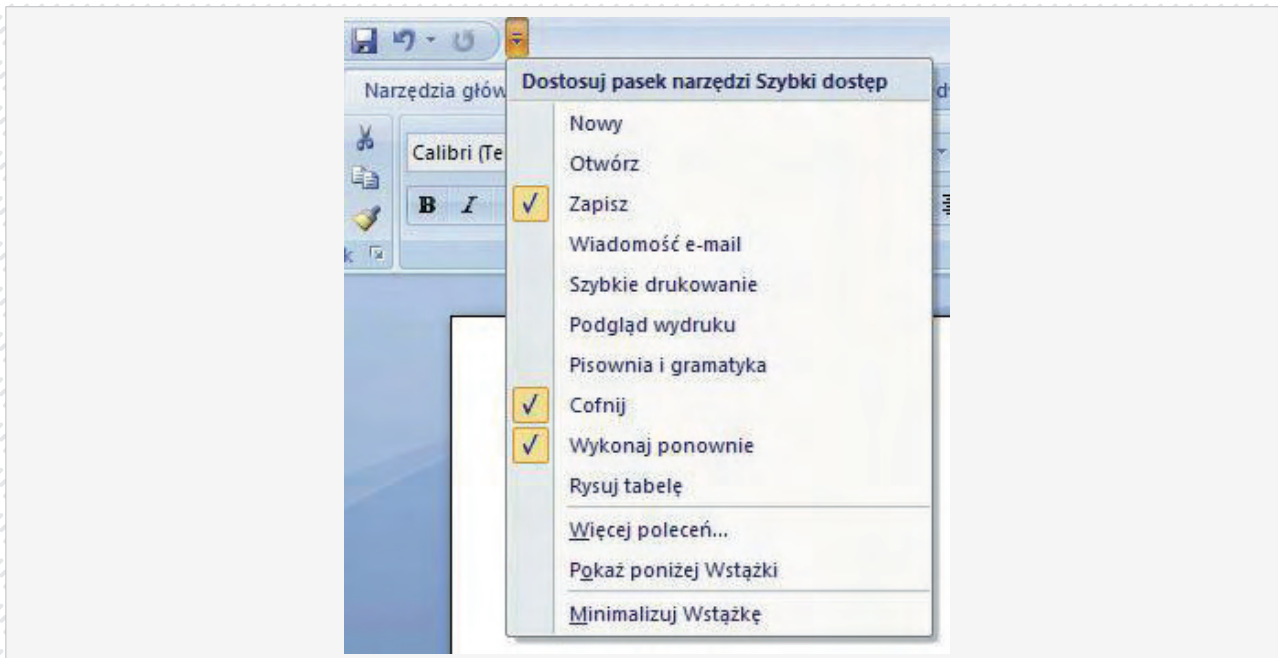 Narzędzia głów
Dostosuj pasek narzędzi Szybki dostęp
Calibri (Te
B I
k
Nowy
Otwórz
Zapisz
Wiadomość e-mail
Szybkie drukowanie
Podgląd wydruku
Pisownia i gramatyka
Cofnij
Wykonaj ponownie
Rysuj tabelę
Więcej poleceń...
Pokaż poniżej Wstążki
Minimalizuj Wstążkę